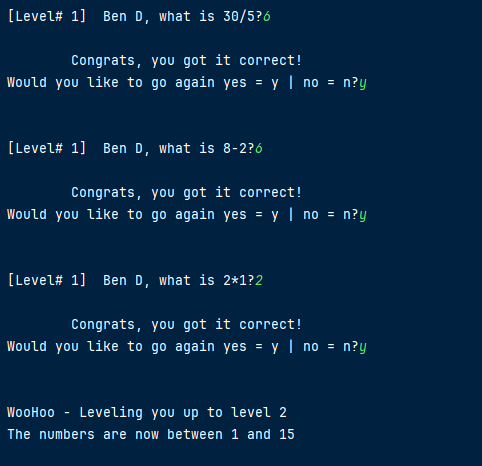 [Level# 1]  Ben D, what is 30/5?6
Congrats, you got it correct!
Would you like to go again yes = y | no = n?y
[Level# 1]  Ben D, what is 8-2?6
Congrats, you got it correct!
Would you like to go again yes = y | no = n?y
[Level# 1]  Ben D, what is 2*1?2
Congrats, you got it correct!
Would you like to go again yes = y | no = n?y
WooHoo - Leveling you up to level 2
The numbers are now between 1 and 15